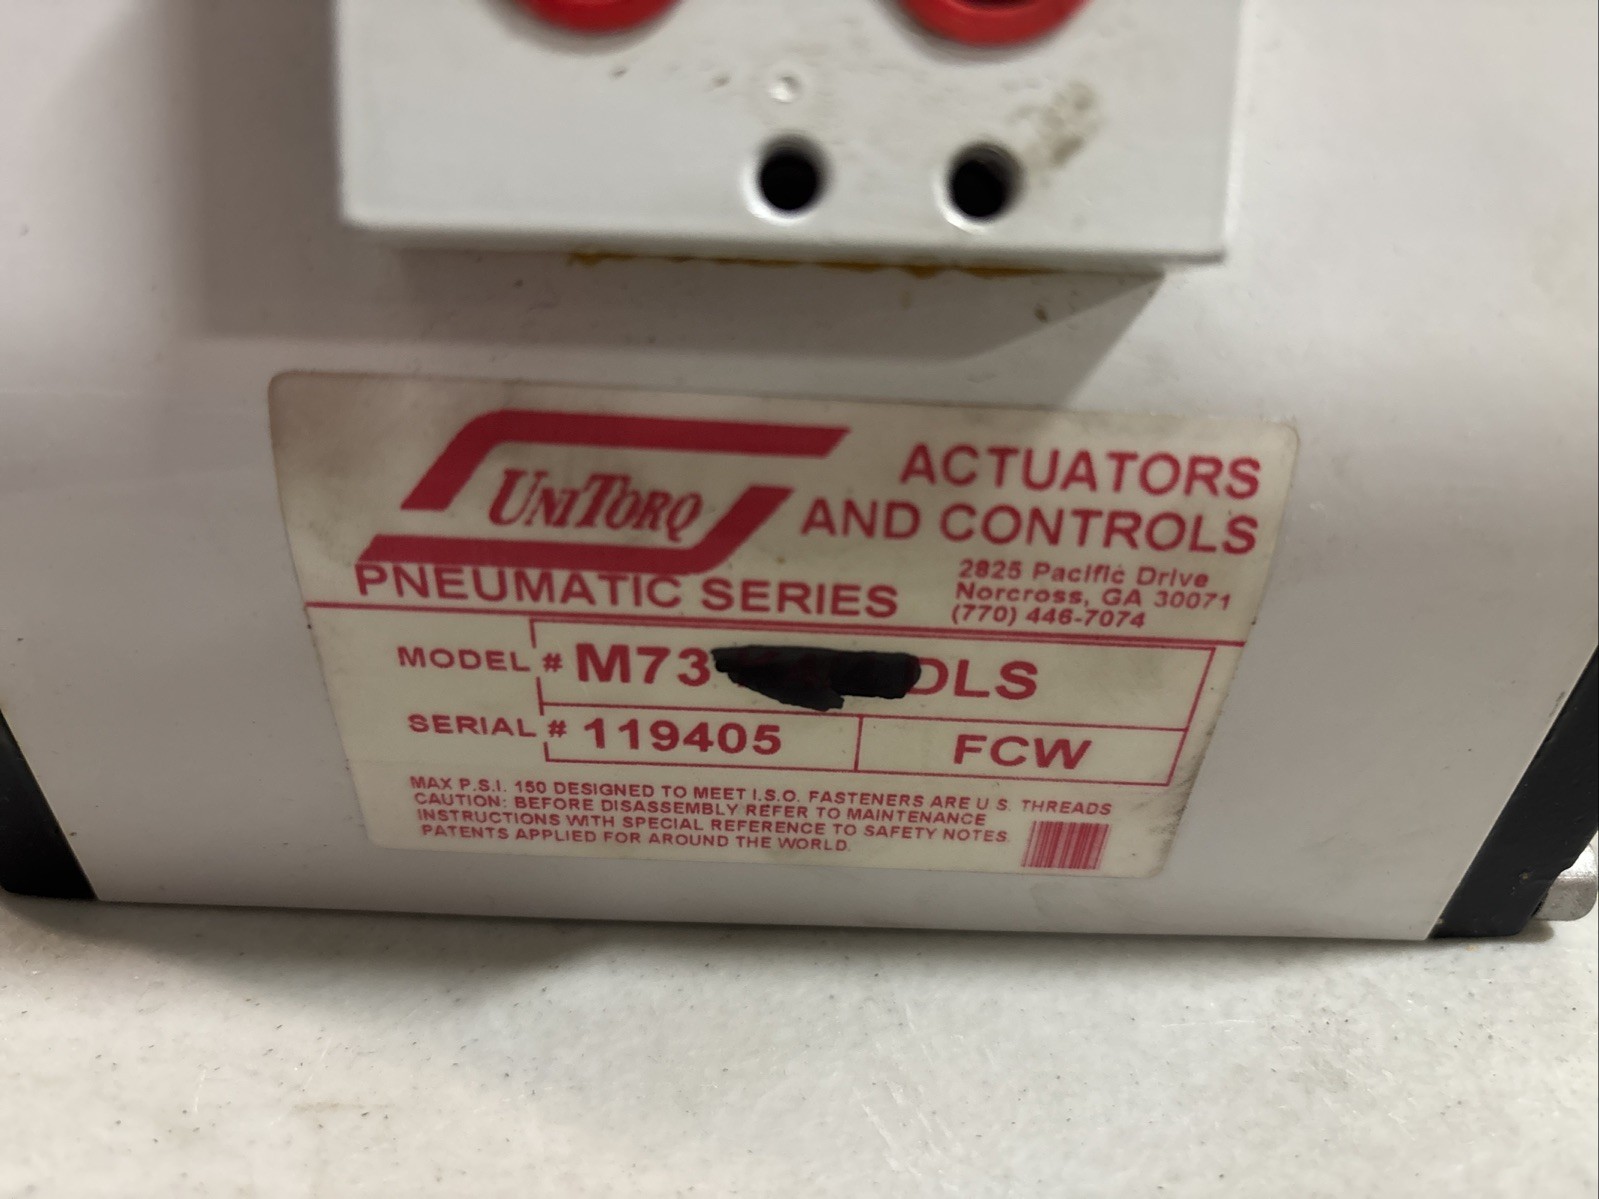 UNITORQ
ACTUATORS
AND CONTROLS
PNEUMATIC SERIES
2825 Pacific Drive
Norcross, GA 30071
(770) 446-7074
MODEL # M73 DLS
SERIAL # 119405 FCW
MAX P.S.I. 150 DESIGNED TO MEET I.S.O. FASTENERS ARE U.S. THREADS
CAUTION: BEFORE DISASSEMBLY REFER TO MAINTENANCE
INSTRUCTIONS WITH SPECIAL REFERENCE TO SAFETY NOTES.
PATENTS APPLIED FOR AROUND THE WORLD.